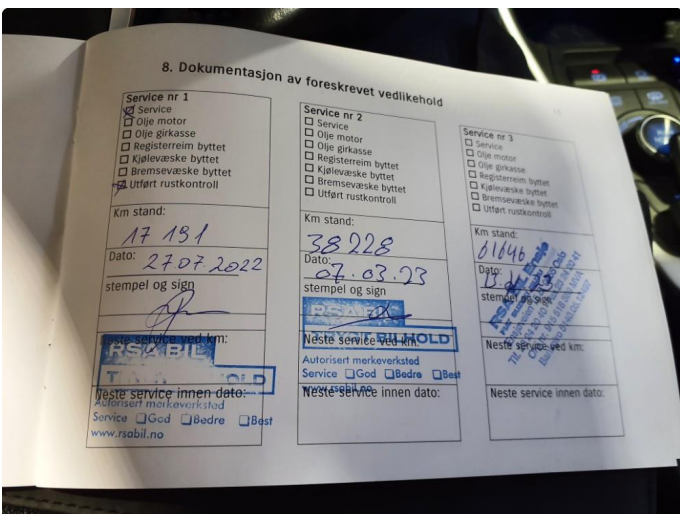 8. Dokumentasjon av foreskrevet vedlikehold
Service nr 1
Service
Olje motor
Olje girkasse
Registerreim byttet
Kjølevæske byttet
Bremsevæske byttet
Utført rustkontroll
Km stand:
17 191
Dato:
27.07.2022
stempel og sign
Neste service ved km:
RSA BIL
Neste service innen dato:
Autorisert merkeverksted
Service God Bedre Best
www.rsabil.no
Service nr 2
Service
Olje motor
Olje girkasse
Registerreim byttet
Kjølevæske byttet
Bremsevæske byttet
Utført rustkontroll
Km stand:
38228
Dato:
07.03.23
stempel og sign
RSA BIL
Neste service ved km:
Autorisert merkeverksted
Service God Bedre Best
www.rsabil.no
Neste service innen dato:
Service nr 3
Service
Olje motor
Olje girkasse
Registerreim byttet
Kjølevæske byttet
Bremsevæske byttet
Utført rustkontroll
Km stand:
61646
Dato:
stempel og sign
Ensjø
Oslo
Neste service ved km:
Neste service innen dato: